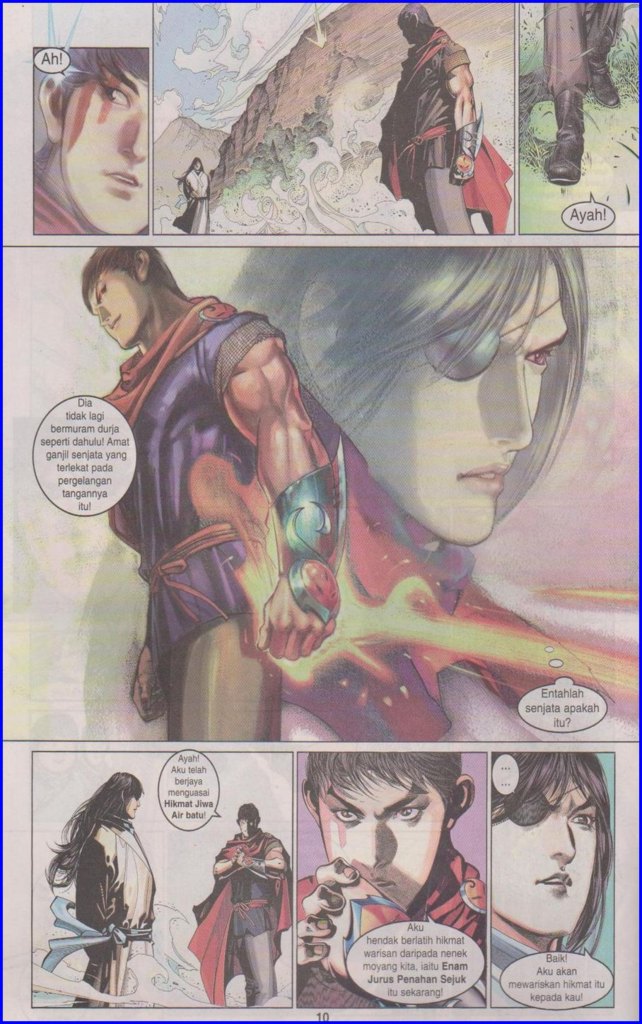 Ah!
Ayah!
Dia
tidak lagi
bermuram durja
seperti dahulu! Amat
ganjil senjata yang
terlekat pada
pergelangan
tangannya
itu!
Entahlah
senjata apakah
itu?
Ayah!
Aku telah
berjaya
menguasai
Hikmat Jiwa
Air batu!
Aku
hendak berlatih hikmat
warisan daripada nenek
moyang kita, iaitu Enam
Jurus Penahan Sejuk
itu sekarang!
...
...
Baik!
Aku akan
mewariskan hikmat itu
kepada kau!
10